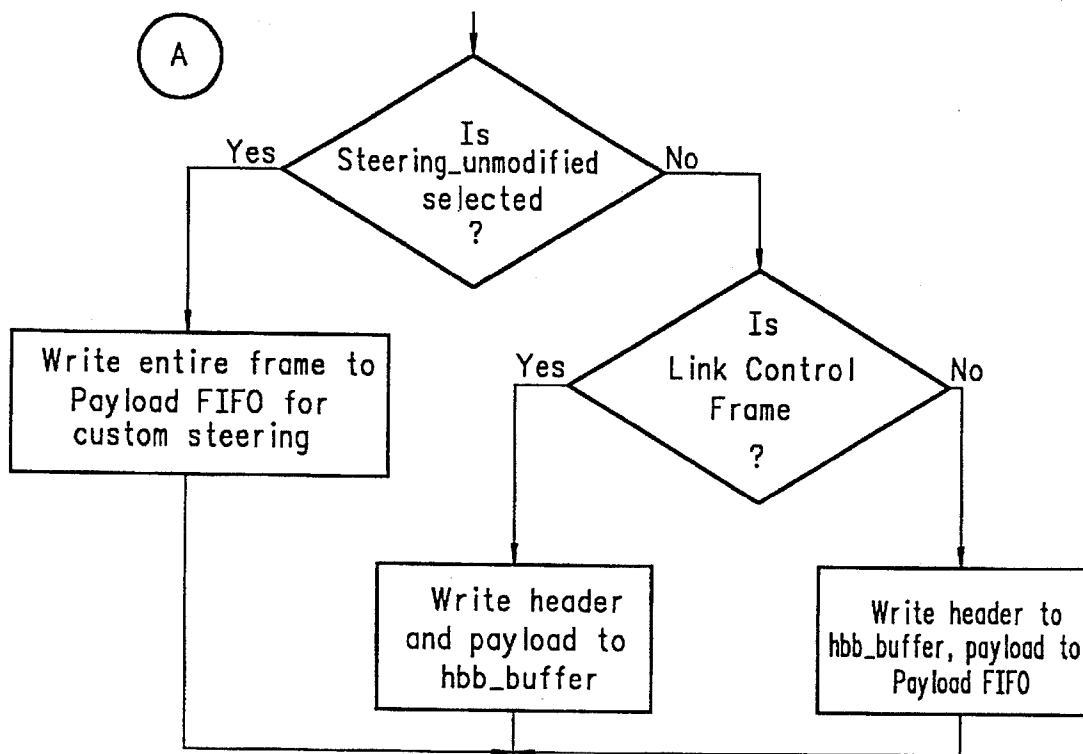 A
Is
Steering_unmodified
selected
?
Yes
No
Write entire frame to
Payload FIFO for
custom steering
Is
Link Control
Frame
?
Yes
No
Write header
and payload to
hbb_buffer
Write header to
hbb_buffer, payload to
Payload FIFO